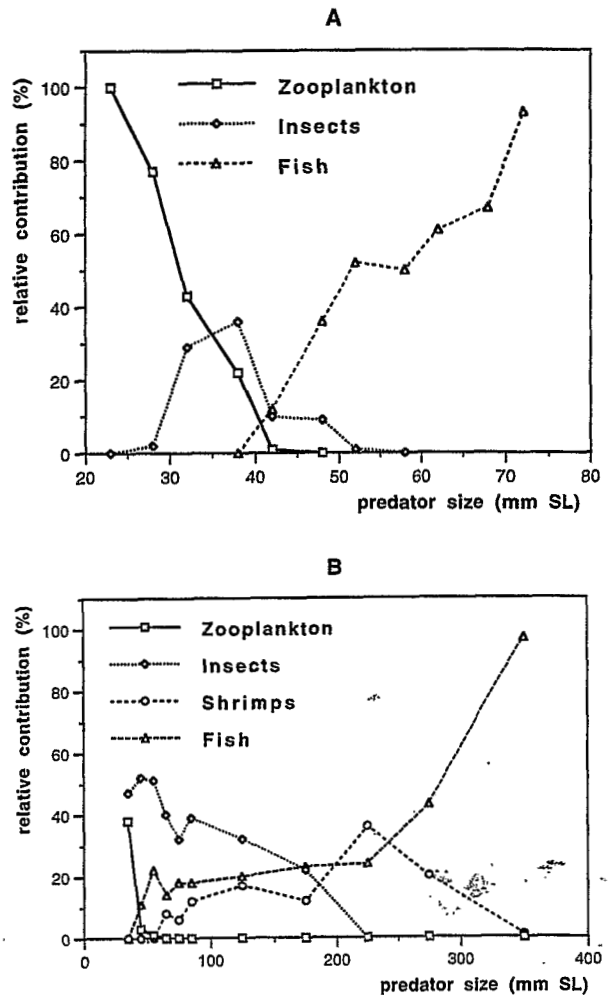 A
relative contribution (%)
100
80
60
40
20
0
Zooplankton
Insects
Fish
20 30 40 50 60 70 80
predator size (mm SL)
B
relative contribution (%)
100
80
60
40
20
0
Zooplankton
Insects
Shrimps
Fish
0 100 200 300 400
predator size (mm SL)